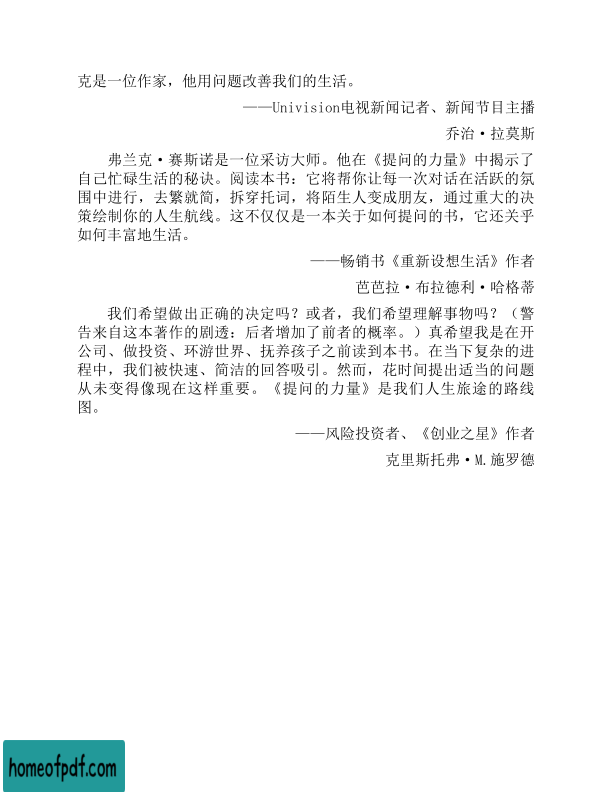 克是一位作家，他用问题改善我们的生活。
——Univision电视新闻记者、新闻节目主播
乔治·拉莫斯
弗兰克·赛斯诺是一位采访大师。他在《提问的力量》中揭示了
自己忙碌生活的秘诀。阅读本书：它将帮你让每一次对话在活跃的氛
围中进行，去繁就简，拆穿托词，将陌生人变成朋友，通过重大的决
策绘制你的人生航线。这不仅仅是一本关于如何提问的书，它还关乎
如何丰富地生活。
——畅销书《重新设想生活》作者
芭芭拉·布拉德利·哈格蒂
我们希望做出正确的决定吗？或者，我们希望理解事物吗？（警
告来自这本著作的剧透：后者增加了前者的概率。）真希望我是在开
公司、做投资、环游世界、抚养孩子之前读到本书。在当下复杂的进
程中，我们被快速、简洁的回答吸引。然而，花时间提出适当的问题
从未变得像现在这样重要。《提问的力量》是我们人生旅途的路线
图。
——风险投资者、《创业之星》作者
克里斯托弗·M.施罗德
homeofpdf.com